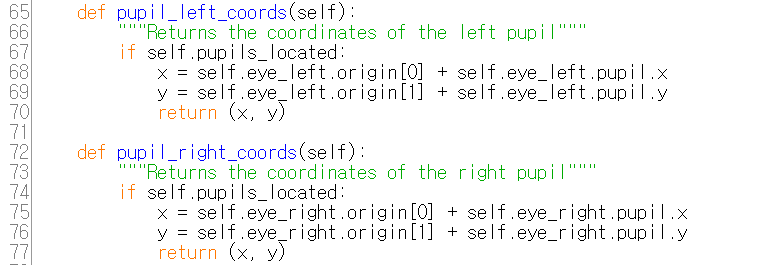 65     def pupil_left_coords(self):
66         """Returns the coordinates of the left pupil"""
67         if self.pupils_located:
68             x = self.eye_left.origin[0] + self.eye_left.pupil.x
69             y = self.eye_left.origin[1] + self.eye_left.pupil.y
70             return (x, y)
71
72     def pupil_right_coords(self):
73         """Returns the coordinates of the right pupil"""
74         if self.pupils_located:
75             x = self.eye_right.origin[0] + self.eye_right.pupil.x
76             y = self.eye_right.origin[1] + self.eye_right.pupil.y
77             return (x, y)